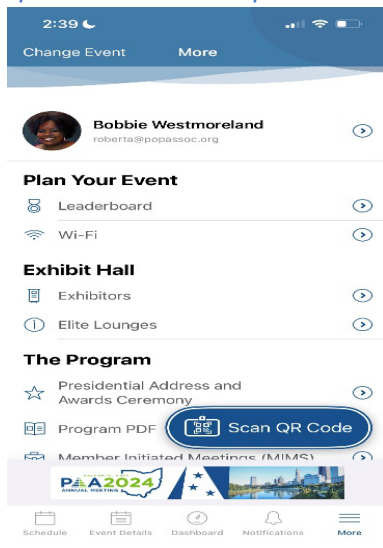 2:39
Change Event More
Bobbie Westmoreland
roberta@popassoc.org
Plan Your Event
Leaderboard
Wi-Fi
Exhibit Hall
Exhibitors
Elite Lounges
The Program
Presidential Address and
Awards Ceremony
Program PDF
Scan QR Code
Member Initiated Meetings (MIMS)
PAA2024
ANNUAL MEETING
Schedule Event Details Dashboard Notifications More